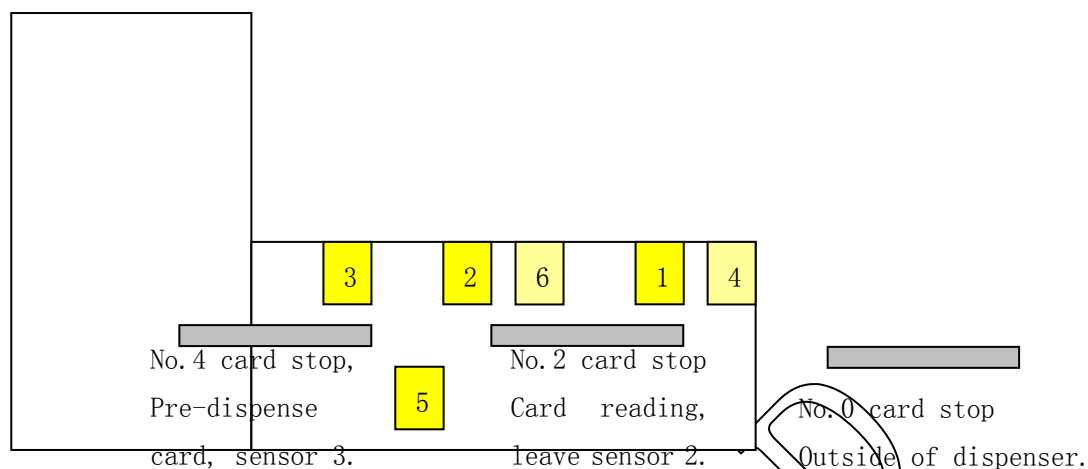 3 2 6 1 4
No.4 card stop,
Pre-dispense
card, sensor 3.
5
No.2 card stop
Card reading,
leave sensor 2.
No.0 card stop
Outside of dispenser.